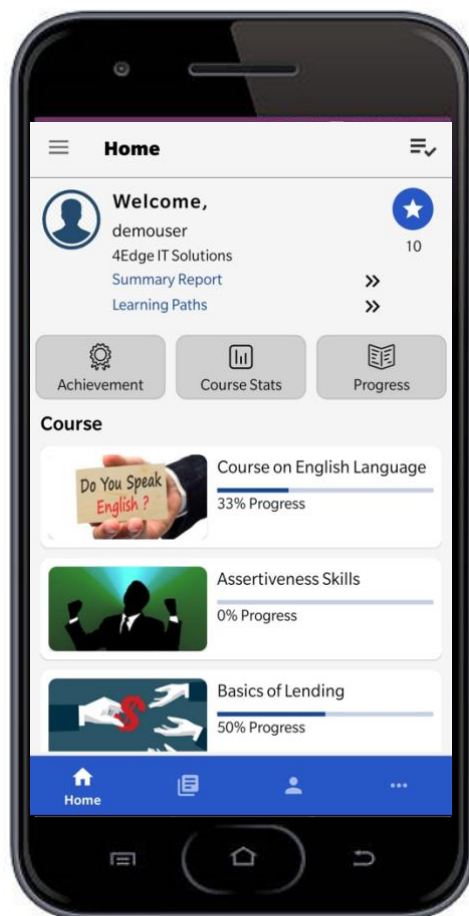 Home
Welcome,
demouser
10
4Edge IT Solutions
Summary Report
Learning Paths
Achievement
Course Stats
Progress
Course
Do You Speak
English ?
Course on English Language
33% Progress
Assertiveness Skills
0% Progress
Basics of Lending
50% Progress
Home